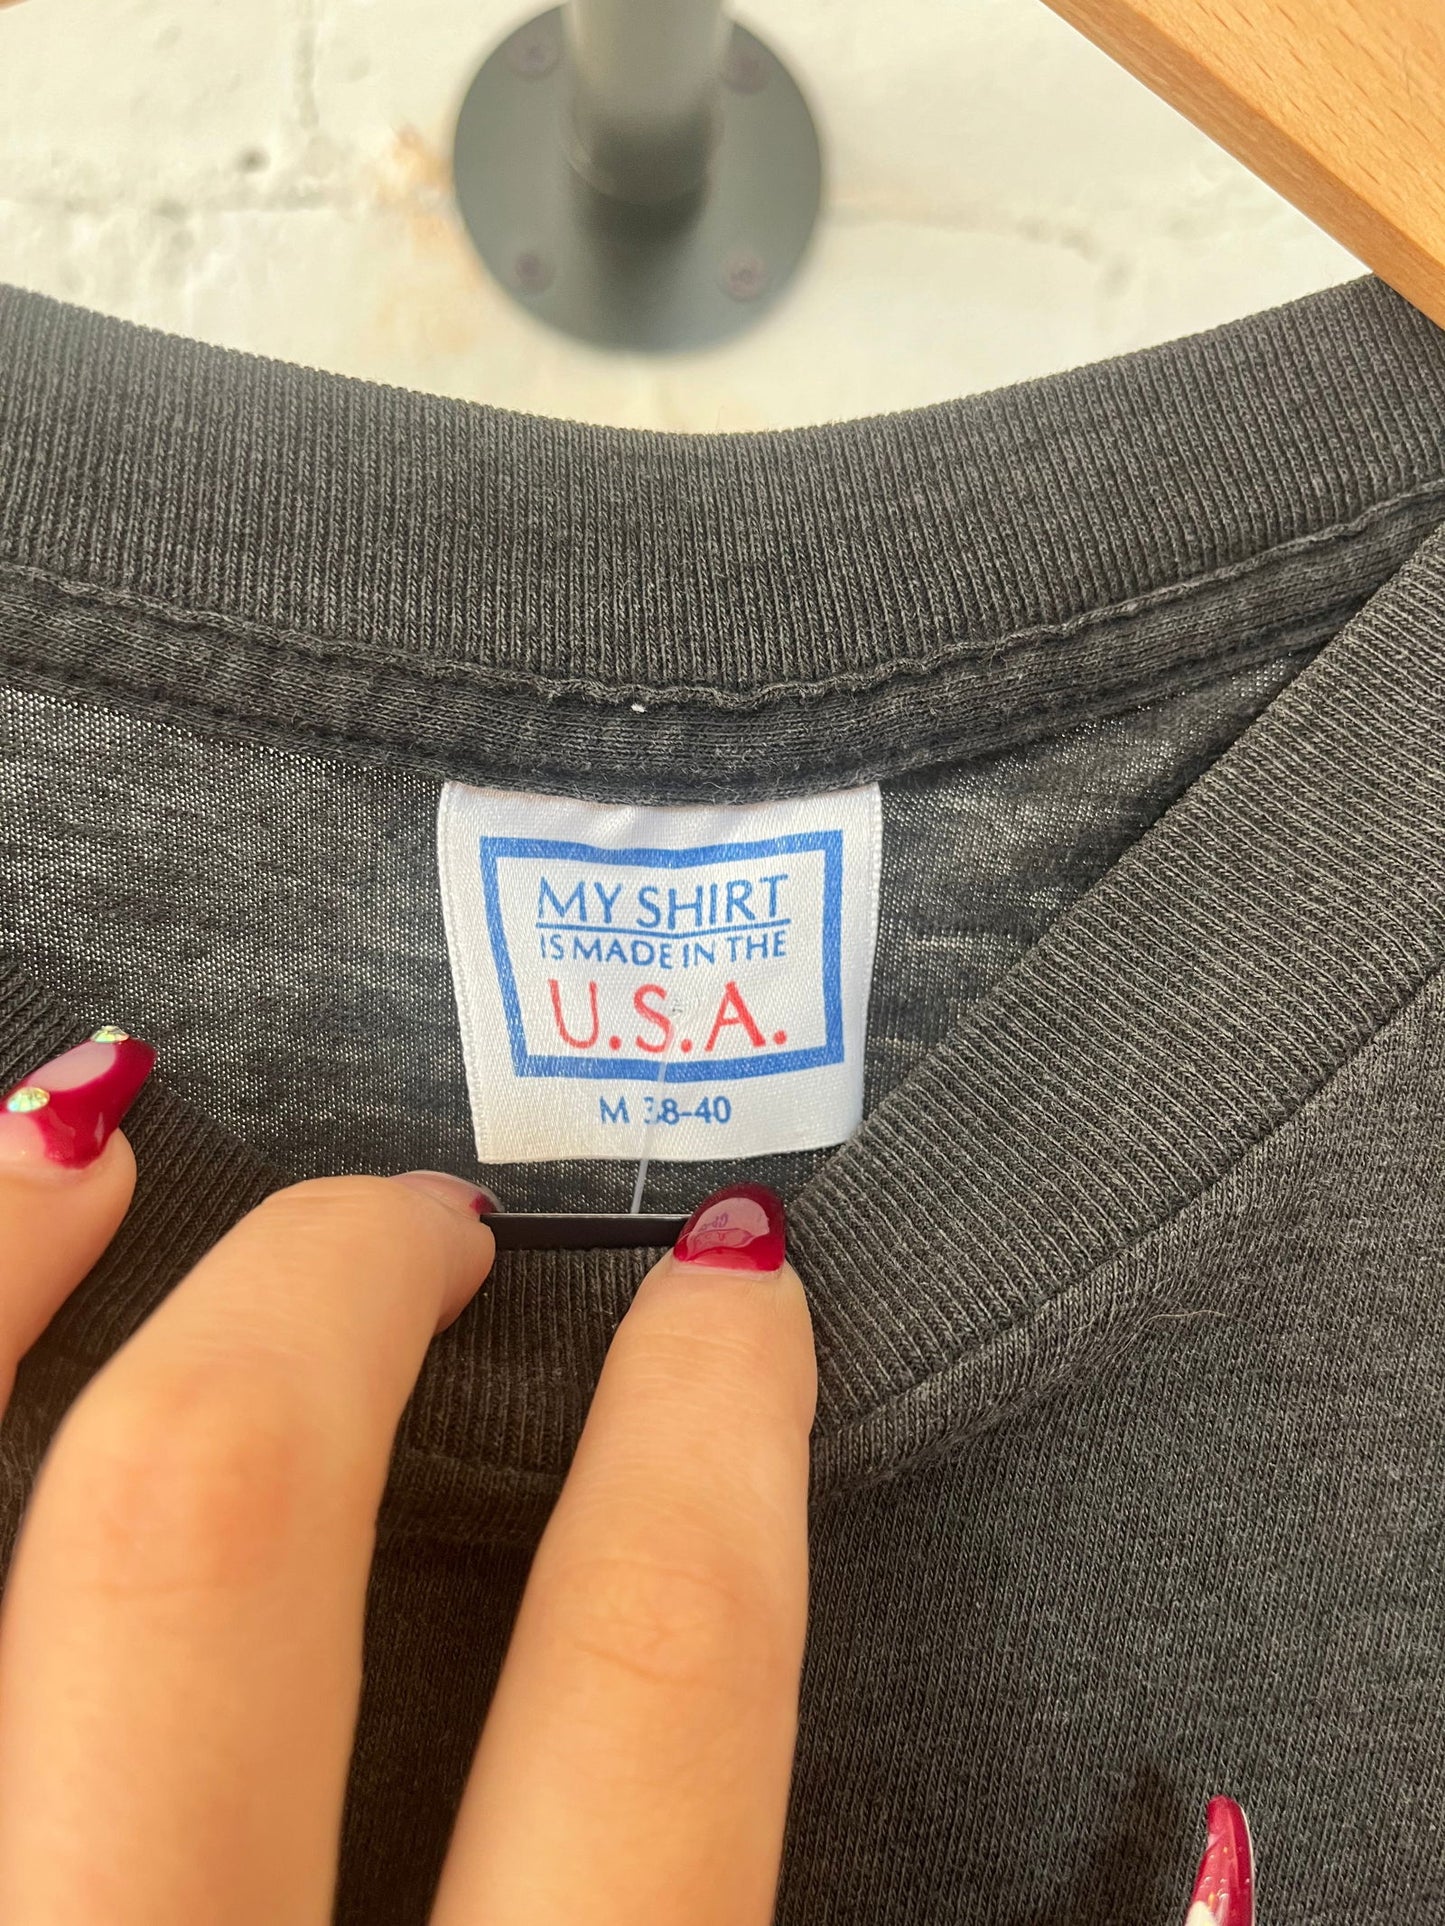 MY SHIRT
IS MADE IN THE
U.S.A.
M 38-40